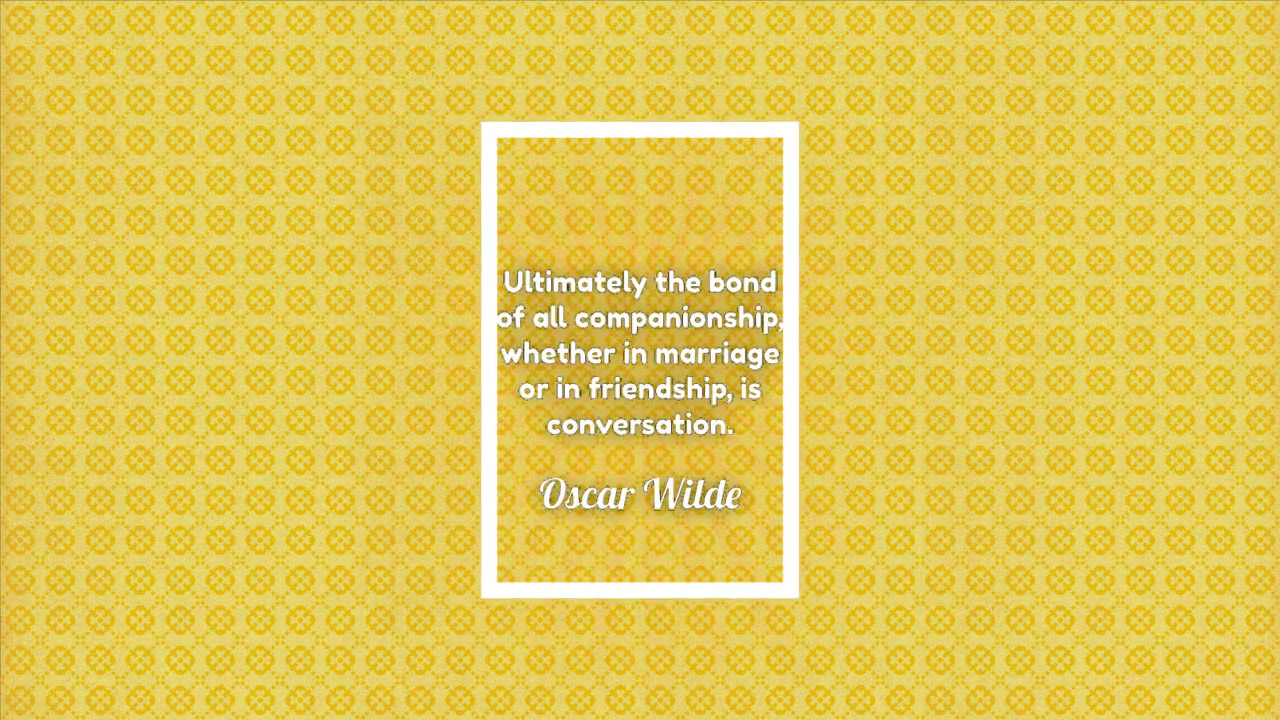 Ultimately the bond
of all companionship,
whether in marriage
or in friendship, is
conversation.
Oscar Wilde